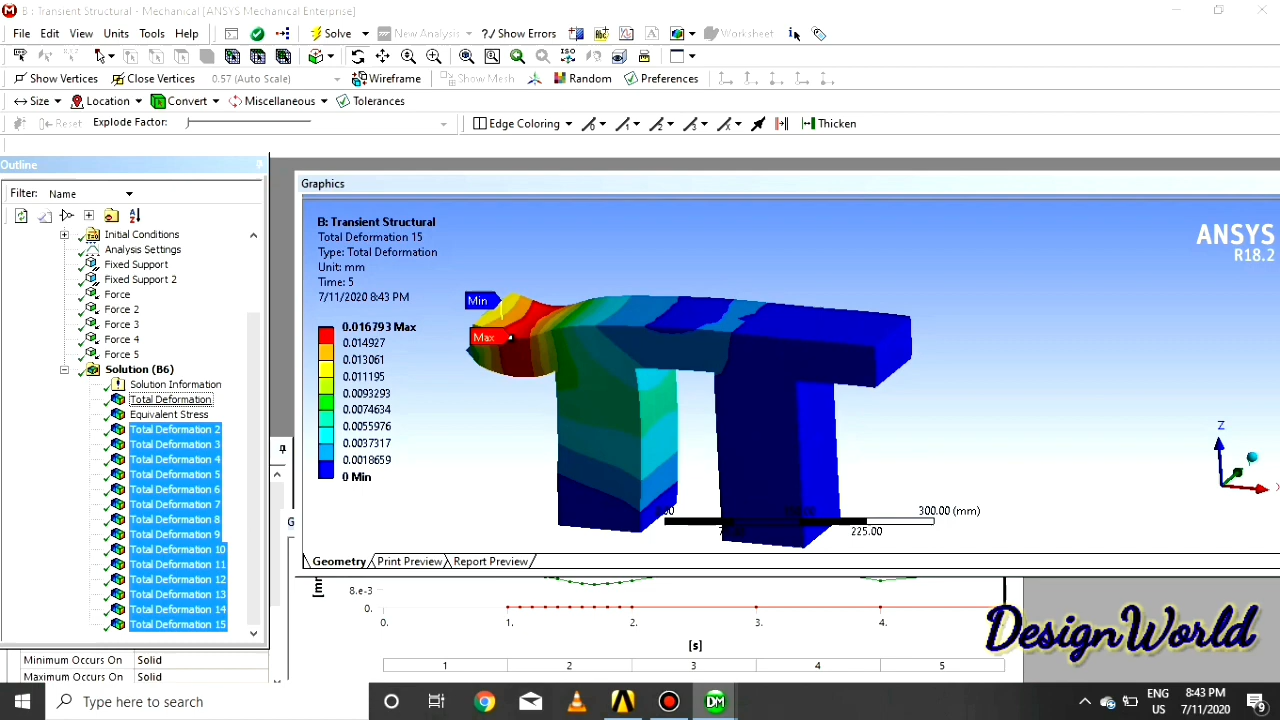 B : Transient Structural - Mechanical [ANSYS Mechanical Enterprise]
File Edit View Units Tools Help Solve New Analysis ?/ Show Errors Worksheet
Show Vertices Close Vertices 0.57 (Auto Scale) Wireframe Show Mesh Random Preferences
Size Location Convert Miscellaneous Tolerances
Reset Explode Factor: Edge Coloring Thicken
Outline
Filter: Name
Initial Conditions
Analysis Settings
Fixed Support
Fixed Support 2
Force
Force 2
Force 3
Force 4
Force 5
Solution (B6)
Solution Information
Total Deformation
Equivalent Stress
Total Deformation 2
Total Deformation 3
Total Deformation 4
Total Deformation 5
Total Deformation 6
Total Deformation 7
Total Deformation 8
Total Deformation 9
Total Deformation 10
Total Deformation 11
Total Deformation 12
Total Deformation 13
Total Deformation 14
Total Deformation 15
Minimum Occurs On Solid
Maximum Occurs On Solid
Graphics
B: Transient Structural
Total Deformation 15
Type: Total Deformation
Unit: mm
Time: 5
7/11/2020 8:43 PM
0.016793 Max
0.014927
0.013061
0.011195
0.0093293
0.0074634
0.0055976
0.0037317
0.0018659
0 Min
Min
Max
ANSYS
R18.2
Z
300.00 (mm)
225.00
Geometry Print Preview Report Preview
8.e-3
0.
0. 1. 2. 3. 4.
[s]
1 2 3 4 5
DesignWorld
Type here to search
ENG
US
8:43 PM
7/11/2020
9